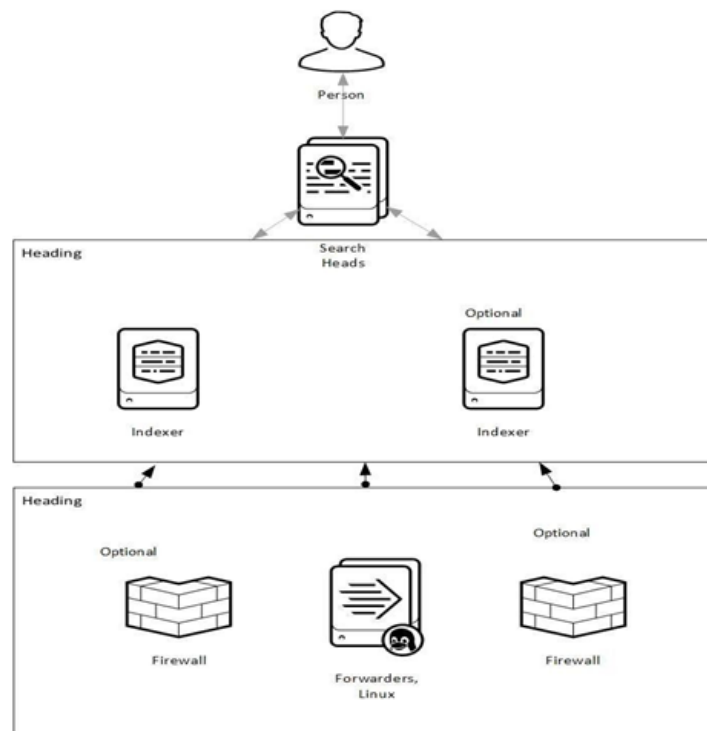 Person
Search
Heads
Heading
Optional
Indexer
Indexer
Heading
Optional
Optional
Firewall
Forwarders,
Linux
Firewall